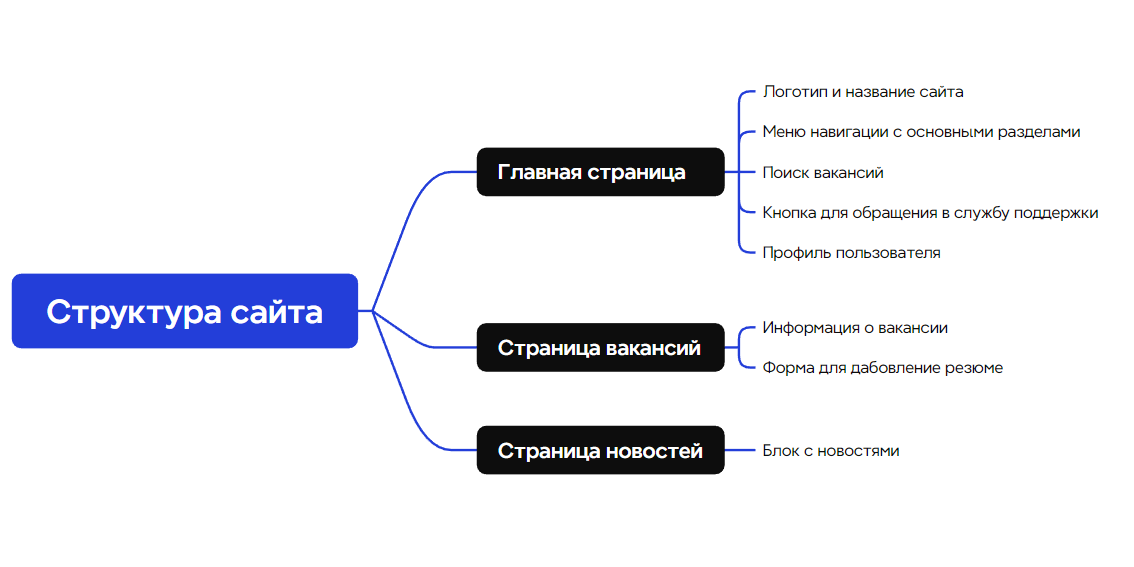 Структура сайта
Главная страница
Логотип и название сайта
Меню навигации с основными разделами
Поиск вакансий
Кнопка для обращения в службу поддержки
Профиль пользователя
Страница вакансий
Информация о вакансии
Форма для дабовление резюме
Страница новостей
Блок с новостями